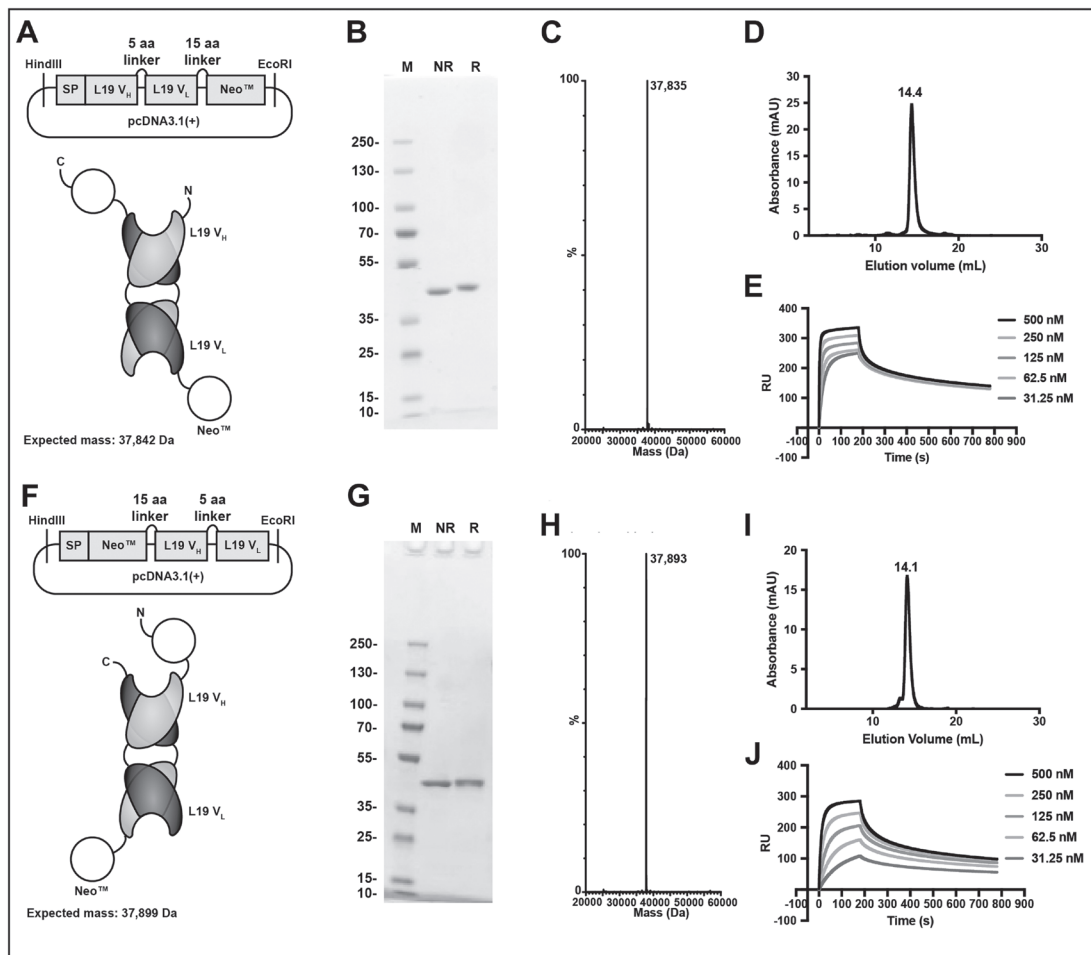 A
5 aa
linker
15 aa
linker
HindIII
EcoRI
SP
L19 VH
L19 VL
Neo™
pcDNA3.1(+)
C
N
L19 VH
L19 VL
Neo™
Expected mass: 37,842 Da
B
M NR R
250-
130-
100-
70-
55-
35-
25-
15-
10-
C
100
37,835
%
0
20000 30000 40000 50000 60000
Mass (Da)
D
30
25
20
15
10
5
0
14.4
Absorbance (mAU)
10 20 30
Elution volume (mL)
E
400
300
200
100
0
-100
RU
-100 0 100 200 300 400 500 600 700 800 900
Time (s)
500 nM
250 nM
125 nM
62.5 nM
31.25 nM
F
15 aa
linker
5 aa
linker
HindIII
EcoRI
SP
Neo™
L19 VH
L19 VL
pcDNA3.1(+)
N
C
L19 VH
L19 VL
Neo™
Expected mass: 37,899 Da
G
M NR R
250-
130-
100-
70-
55-
35-
25-
15-
10-
H
100
37,893
%
0
20000 30000 40000 50000 60000
Mass (Da)
I
20
15
10
5
0
14.1
Absorbance (mAU)
10 20 30
Elution Volume (mL)
J
400
300
200
100
0
-100
RU
-100 0 100 200 300 400 500 600 700 800 900
Time (s)
500 nM
250 nM
125 nM
62.5 nM
31.25 nM